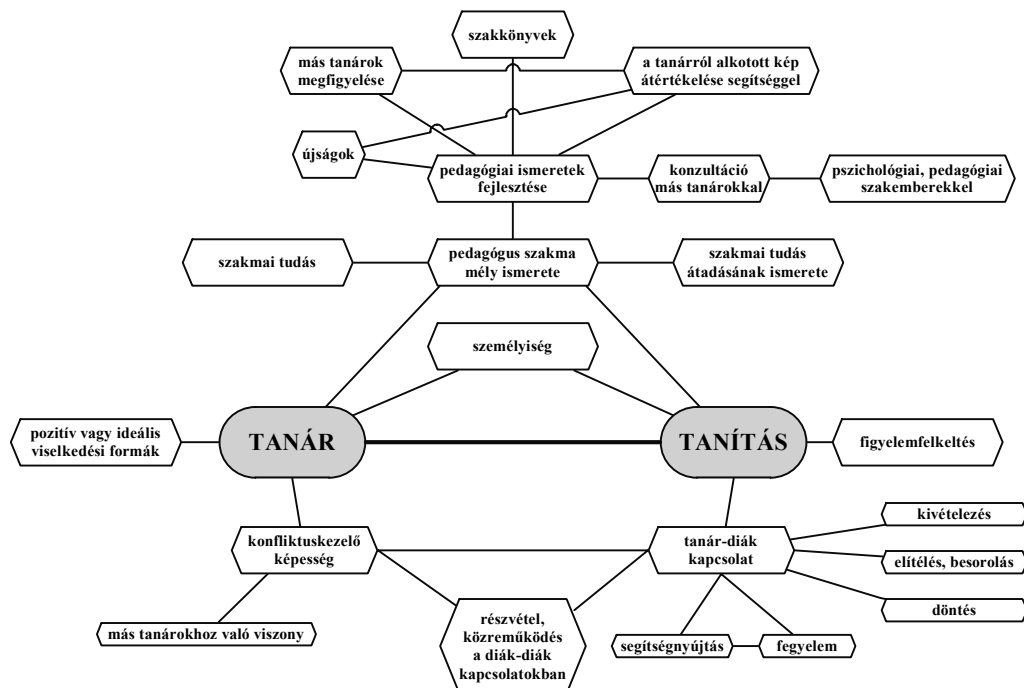 szakkönyvek
más tanárok
megfigyelése
a tanárról alkotott kép
átértékelése segítséggel
újságok
pedagógiai ismeretek
fejlesztése
konzultáció
más tanárokkal
pszichológiai, pedagógiai
szakemberekkel
szakmai tudás
pedagógus szakma
mély ismerete
szakmai tudás
átadásának ismerete
személyiség
pozitív vagy ideális
viselkedési formák
TANÁR
TANÍTÁS
figyelemfelkeltés
konfliktuskezelő
képesség
tanár-diák
kapcsolat
kivételezés
elítélés, besorolás
döntés
más tanárokhoz való viszony
részvétel,
közreműködés
a diák-diák
kapcsolatokban
segítségnyújtás
fegyelem